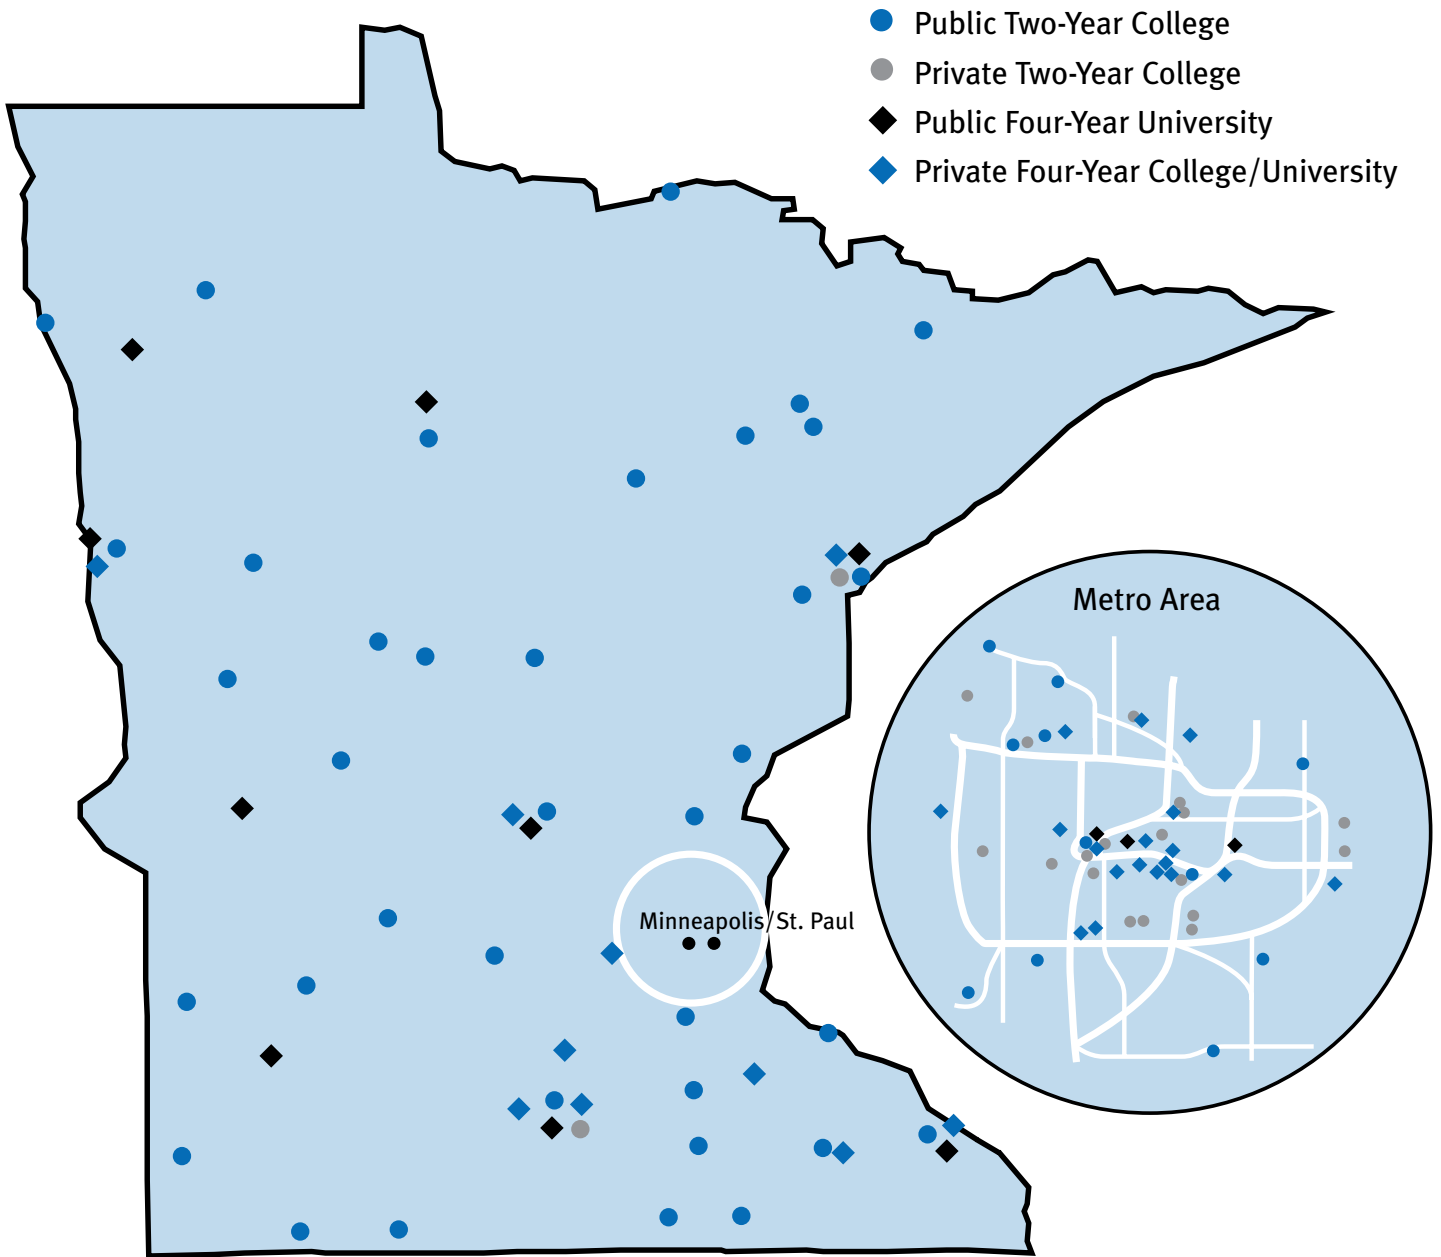 Public Two-Year College
Private Two-Year College
Public Four-Year University
Private Four-Year College/University
Metro Area
Minneapolis/St. Paul